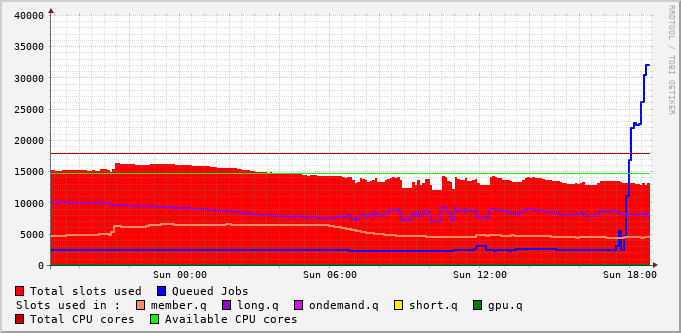 40000
35000
30000
25000
20000
15000
10000
5000
0
Sun 00:00 Sun 06:00 Sun 12:00 Sun 18:00
Total slots used Queued Jobs
Slots used in : member.q long.q ondemand.q short.q gpu.q
Total CPU cores Available CPU cores
RRDTOOL / TOBI OETIKER